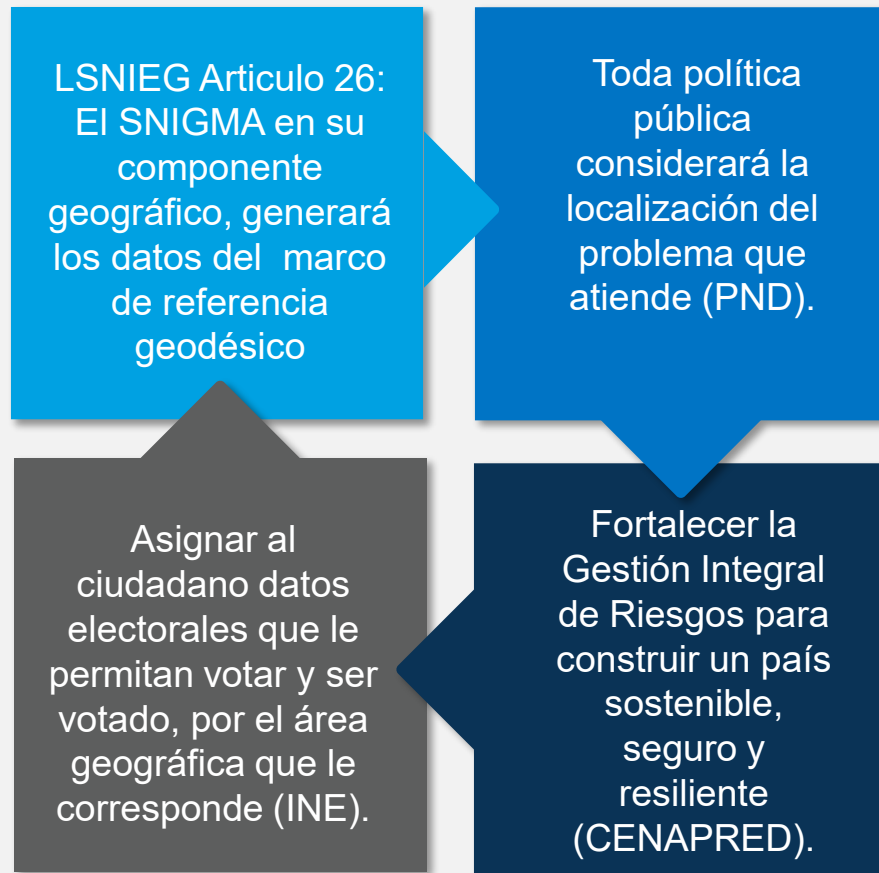 LSNIEG Articulo 26:
El SNIGMA en su
componente
geográfico, generará
los datos del marco
de referencia
geodésico
Toda política
pública
considerará la
localización del
problema que
atiende (PND).
Fortalecer la
Gestión Integral
de Riesgos para
construir un país
sostenible,
seguro y
resiliente
(CENAPRED).
Asignar al
ciudadano datos
electorales que le
permitan votar y ser
votado, por el área
geográfica que le
corresponde (INE).